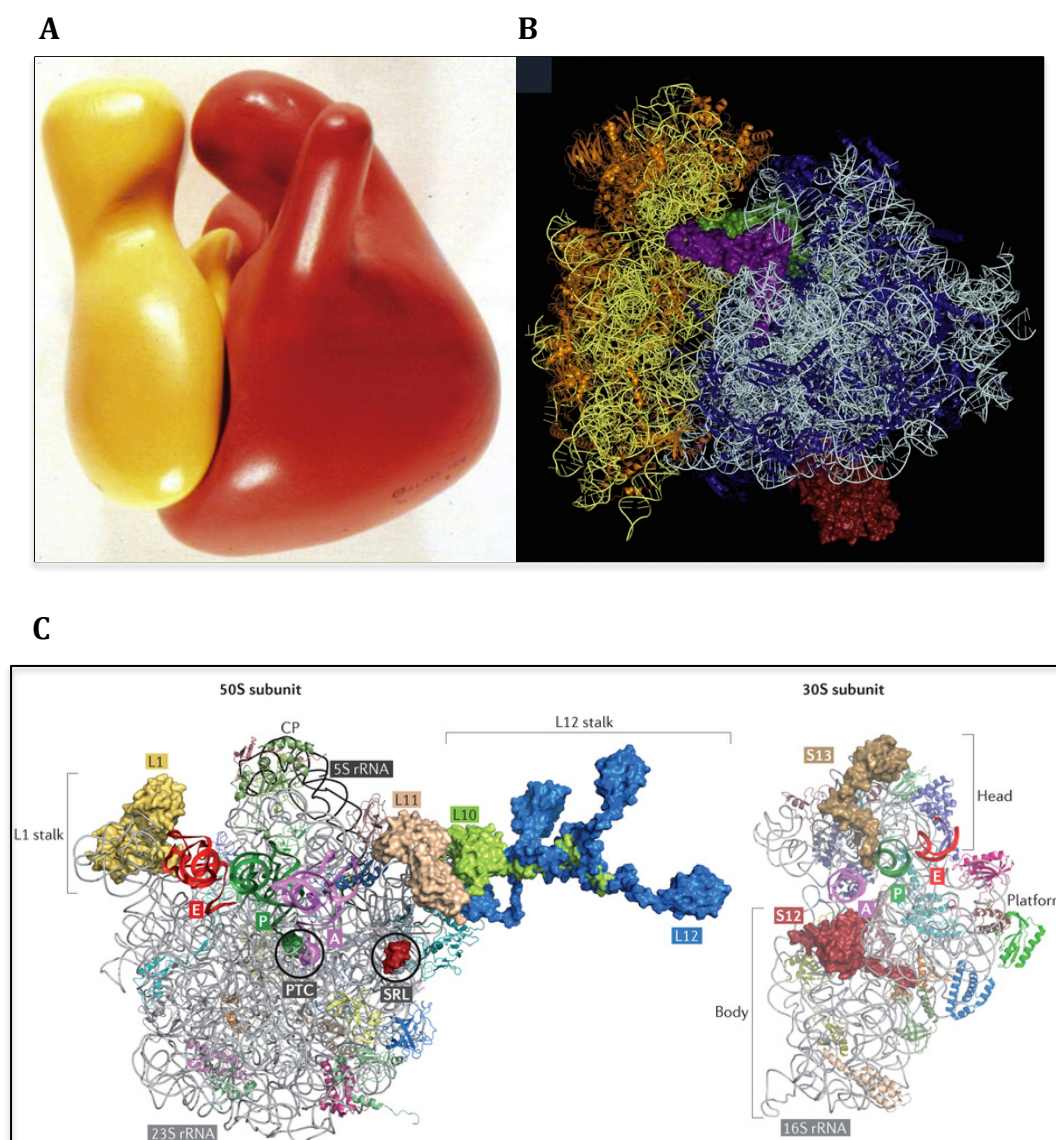 A
B
C
50S subunit
30S subunit
L12 stalk
CP
L1
5S rRNA
S13
Head
L11
L10
L1 stalk
E
P
A
E
P
A
Platform
S12
L12
PTC
SRL
Body
23S rRNA
16S rRNA